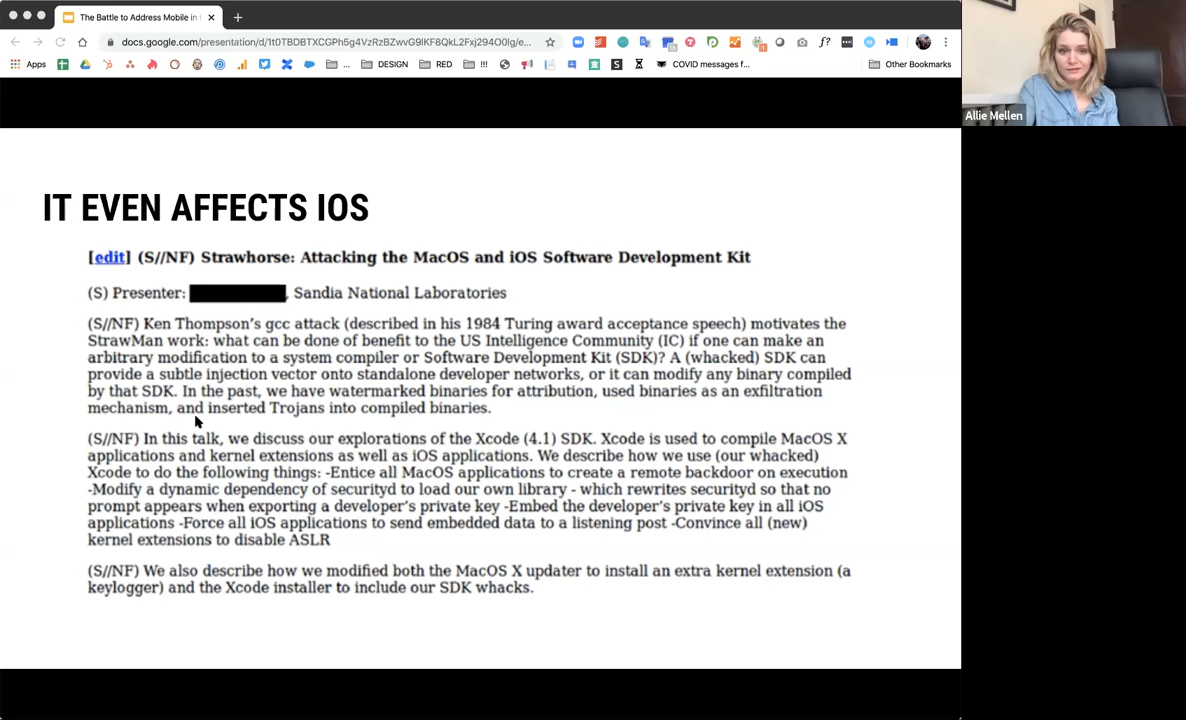 The Battle to Address Mobile in
docs.google.com/presentation/d/1t0TBDBTXCGPh5g4VzRzBZwvG9IKF8QkL2Fxj294O0lg/e...
Apps
...
DESIGN
RED
!!!
COVID messages f...
Other Bookmarks
Allie Mellen
IT EVEN AFFECTS IOS
[edit] (S//NF) Strawhorse: Attacking the MacOS and iOS Software Development Kit
(S) Presenter: , Sandia National Laboratories
(S//NF) Ken Thompson's gcc attack (described in his 1984 Turing award acceptance speech) motivates the
StrawMan work: what can be done of benefit to the US Intelligence Community (IC) if one can make an
arbitrary modification to a system compiler or Software Development Kit (SDK)? A (whacked) SDK can
provide a subtle injection vector onto standalone developer networks, or it can modify any binary compiled
by that SDK. In the past, we have watermarked binaries for attribution, used binaries as an exfiltration
mechanism, and inserted Trojans into compiled binaries.
(S//NF) In this talk, we discuss our explorations of the Xcode (4.1) SDK. Xcode is used to compile MacOS X
applications and kernel extensions as well as iOS applications. We describe how we use (our whacked)
Xcode to do the following things: -Entice all MacOS applications to create a remote backdoor on execution
-Modify a dynamic dependency of securityd to load our own library - which rewrites securityd so that no
prompt appears when exporting a developer's private key -Embed the developer's private key in all iOS
applications -Force all iOS applications to send embedded data to a listening post -Convince all (new)
kernel extensions to disable ASLR
(S//NF) We also describe how we modified both the MacOS X updater to install an extra kernel extension (a
keylogger) and the Xcode installer to include our SDK whacks.